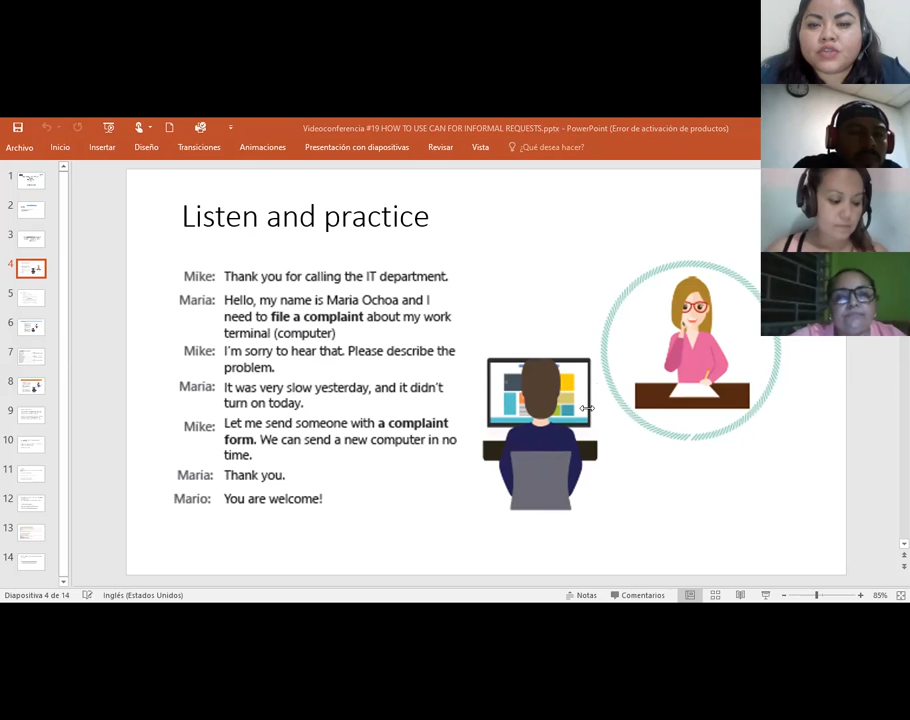 Videoconferencia #19 HOW TO USE CAN FOR INFORMAL REQUESTS.pptx - PowerPoint (Error de activación de productos)
Archivo Inicio Insertar Diseño Transiciones Animaciones Presentación con diapositivas Revisar Vista ¿Qué desea hacer?
1
2
3
4
5
6
7
8
9
10
11
12
13
14
Listen and practice
Mike: Thank you for calling the IT department.
Maria: Hello, my name is Maria Ochoa and I
need to file a complaint about my work
terminal (computer)
Mike: I'm sorry to hear that. Please describe the
problem.
Maria: It was very slow yesterday, and it didn't
turn on today.
Mike: Let me send someone with a complaint
form. We can send a new computer in no
time.
Maria: Thank you.
Mario: You are welcome!
Diapositiva 4 de 14 Inglés (Estados Unidos) Notas Comentarios 85%